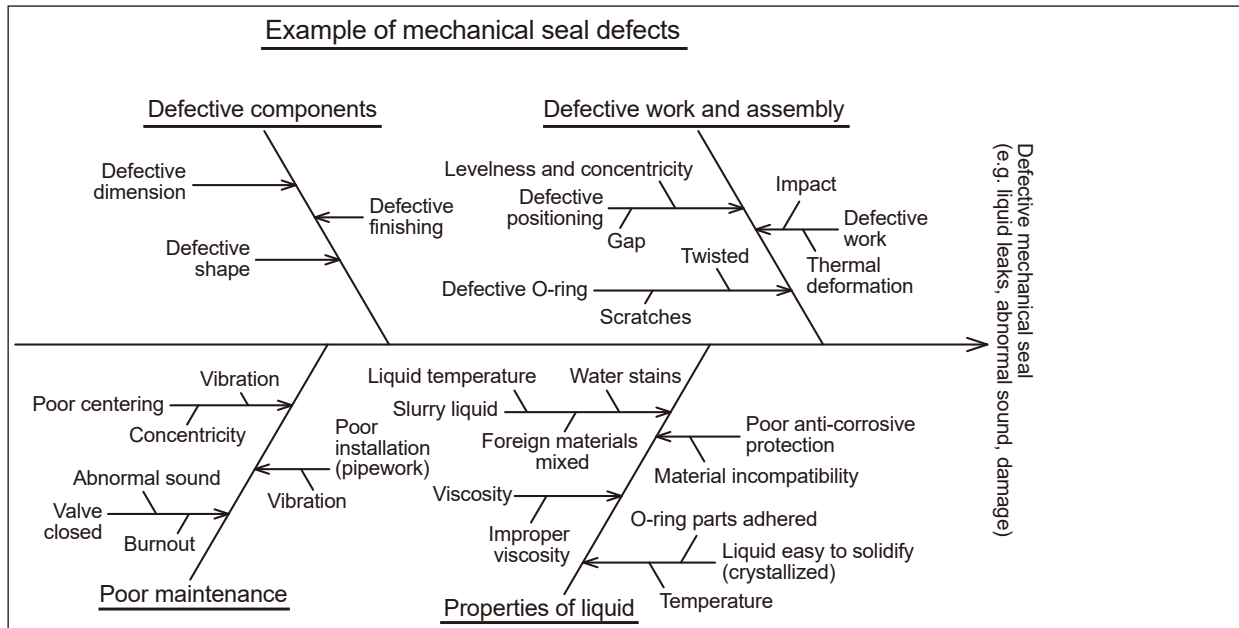 Example of mechanical seal defects
Defective components
Defective
dimension
Defective
finishing
Defective
shape
Defective work and assembly
Levelness and concentricity
Defective
positioning
Gap
Impact
Defective
work
Thermal
deformation
Twisted
Defective O-ring
Scratches
Defective mechanical seal
(e.g. liquid leaks, abnormal sound, damage)
Vibration
Poor centering
Concentricity
Poor
installation
(pipework)
Vibration
Abnormal sound
Valve
closed
Burnout
Poor maintenance
Liquid temperature
Water stains
Slurry liquid
Foreign materials
mixed
Poor anti-corrosive
protection
Material incompatibility
Viscosity
Improper
viscosity
O-ring parts adhered
Liquid easy to solidify
(crystallized)
Temperature
Properties of liquid